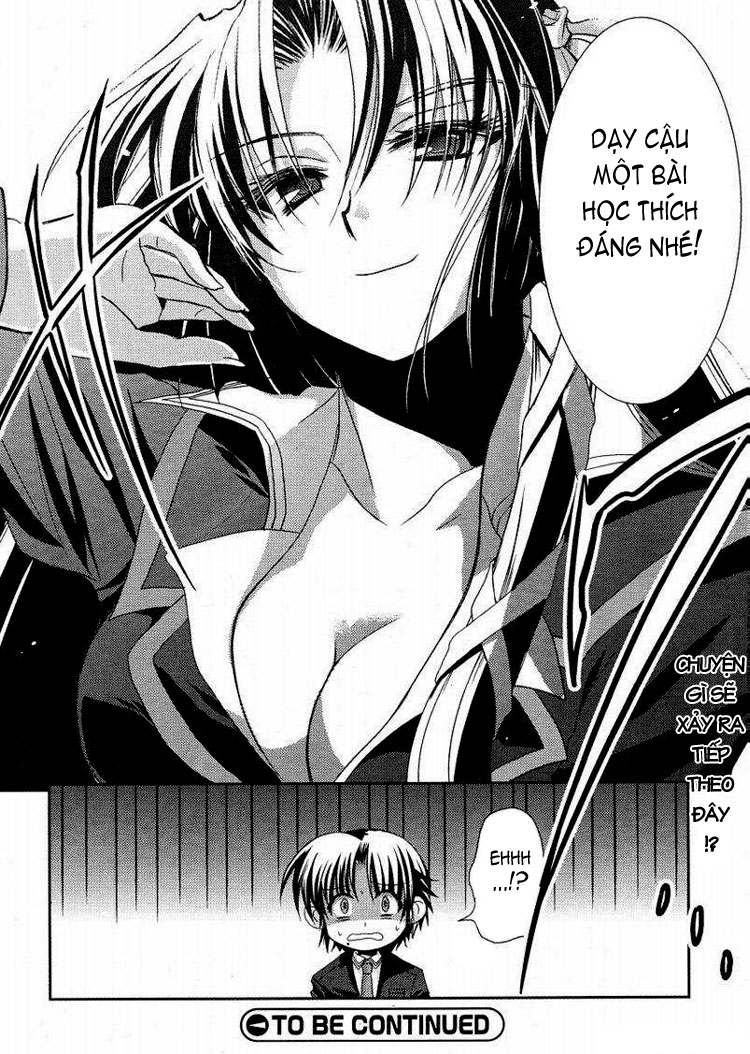 DẠY CẬU
MỘT BÀI
HỌC THÍCH
ĐÁNG NHÉ!
CHUYỆN
GÌ SẼ
XẢY RA
TIẾP
THEO
ĐÂY
!?
EHHH
...!?
TO BE CONTINUED